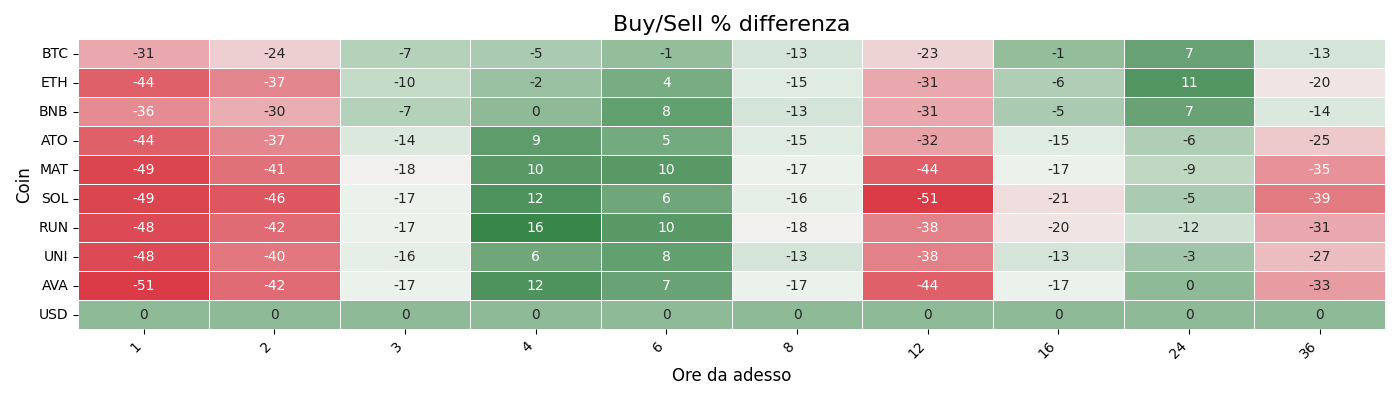 Buy/Sell % differenza
Coin
BTC -31 -24 -7 -5 -1 -13 -23 -1 7 -13
ETH -44 -37 -10 -2 4 -15 -31 -6 11 -20
BNB -36 -30 -7 0 8 -13 -31 -5 7 -14
ATO -44 -37 -14 9 5 -15 -32 -15 -6 -25
MAT -49 -41 -18 10 10 -17 -44 -17 -9 -35
SOL -49 -46 -17 12 6 -16 -51 -21 -5 -39
RUN -48 -42 -17 16 10 -18 -38 -20 -12 -31
UNI -48 -40 -16 6 8 -13 -38 -13 -3 -27
AVA -51 -42 -17 12 7 -17 -44 -17 0 -33
USD 0 0 0 0 0 0 0 0 0 0
1 2 3 4 6 8 12 16 24 36
Ore da adesso